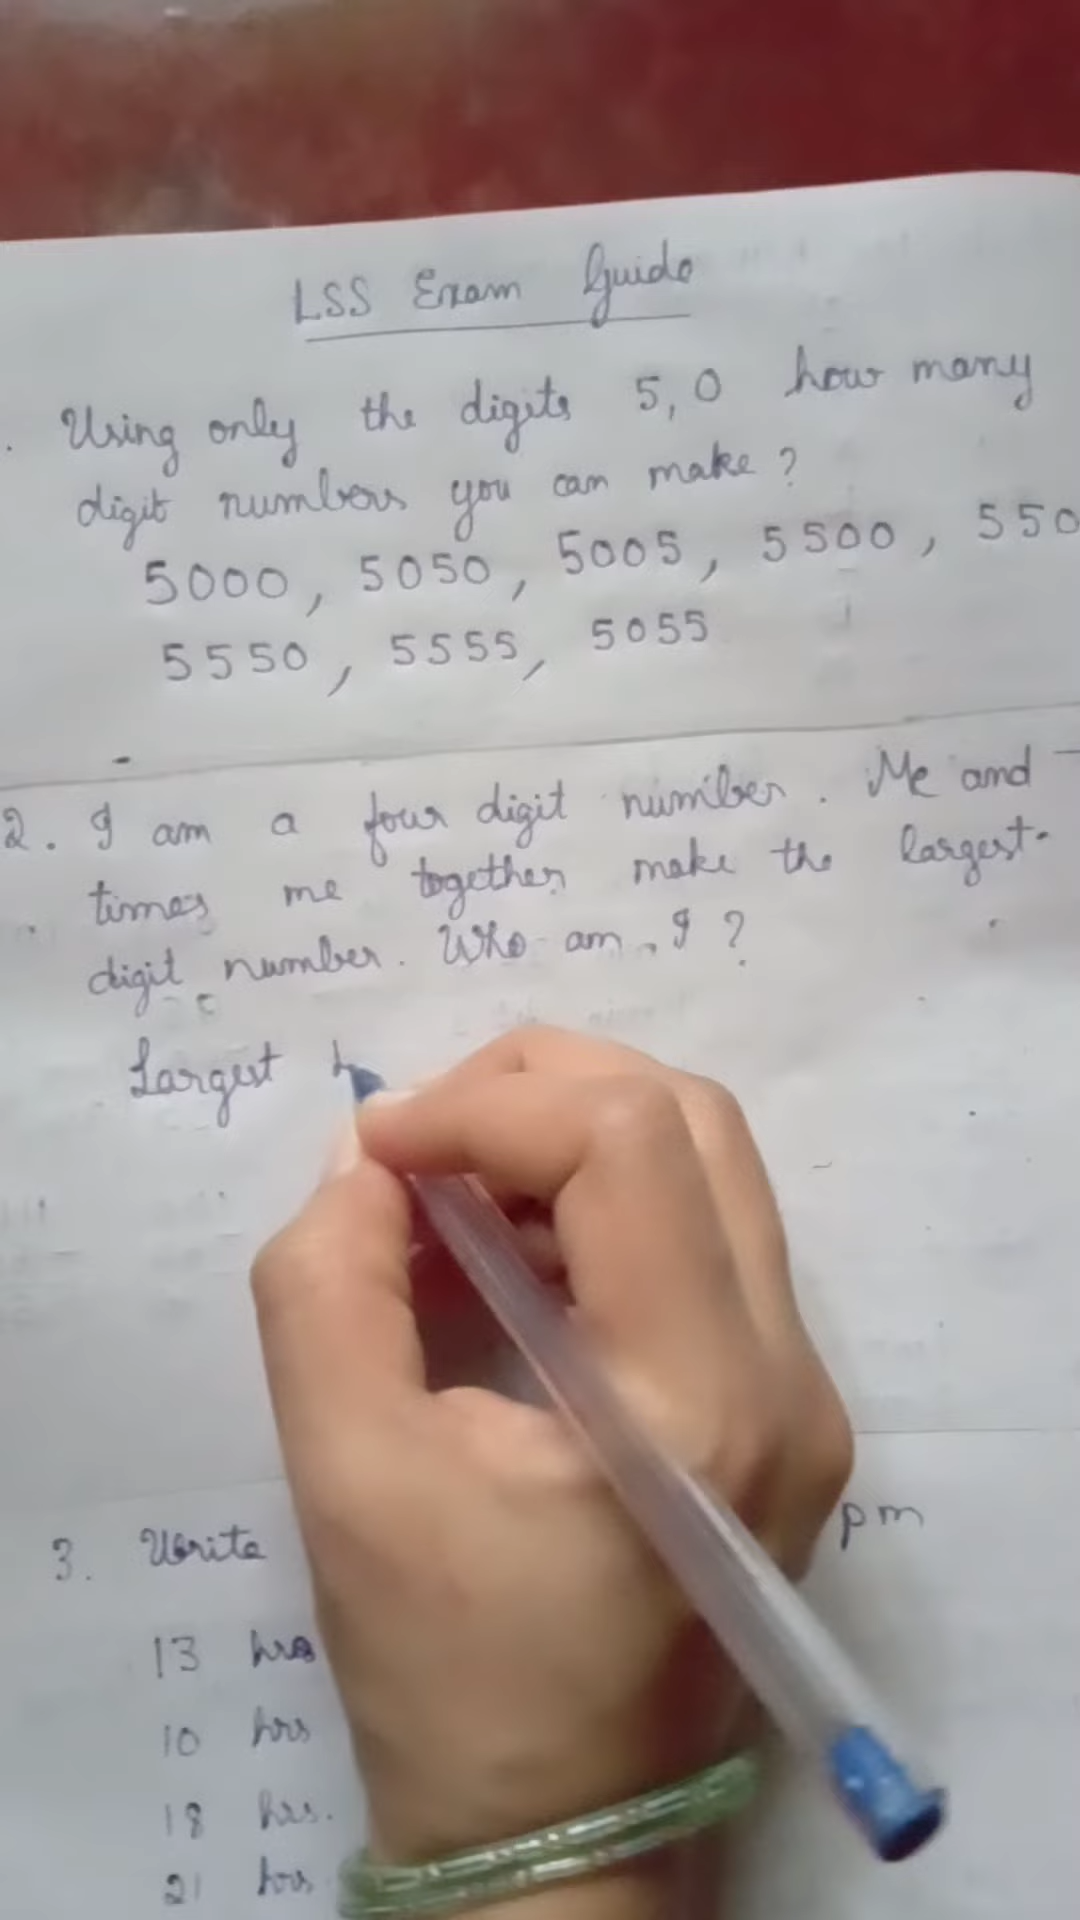 LSS Exam Guide
Using only the digits 5, 0 how many
digit numbers you can make?
5000, 5050, 5005, 5500, 550
5550, 5555, 5055
2. I am a four digit number. Me and
times me together make the largest
digit number. Who am I?
Largest
3. Write pm
13 hrs
10 hrs
18 hrs.
21 hrs